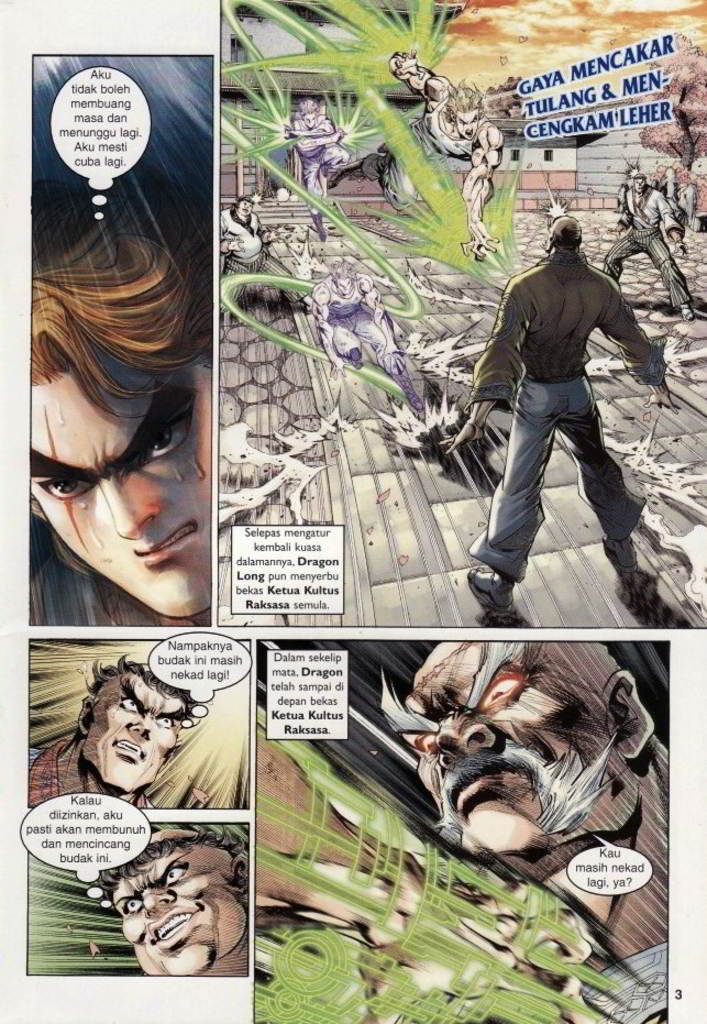 Aku
tidak boleh
membuang
masa dan
menunggu lagi.
Aku mesti
cuba lagi.
GAYA MENCAKAR
TULANG & MEN-
CENGKAM LEHER
Selepas mengatur
kembali kuasa
dalamannya, Dragon
Long pun menyerbu
bekas Ketua Kultus
Raksasa semula.
Nampaknya
budak ini masih
nekad lagi!
Kalau
diizinkan, aku
pasti akan membunuh
dan mencincang
budak ini.
Dalam sekelip
mata, Dragon
telah sampai di
depan bekas
Ketua Kultus
Raksasa.
Kau
masih nekad
lagi, ya?
3